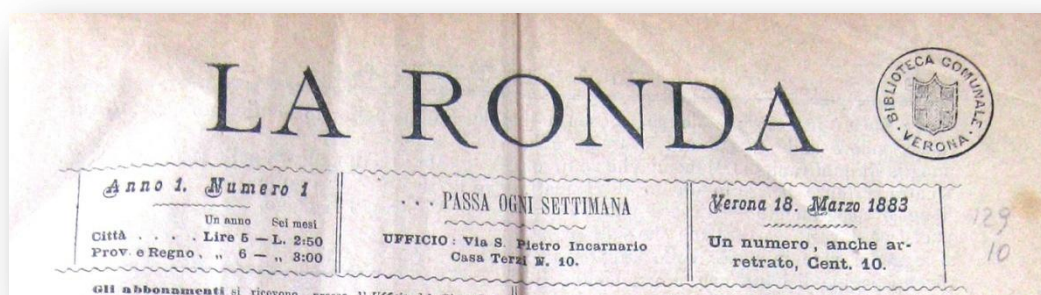 LA RONDA
BIBLIOTECA COMUNALE
· VERONA ·
Anno 1. Numero 1
Un anno Sei mesi
Città . . . . Lire 5 — L. 2:50
Prov. e Regno . „ 6 — „ 3:00
. . . PASSA OGNI SETTIMANA
UFFICIO : Via S. Pietro Incarnario
Casa Terzi N. 10.
Verona 18. Marzo 1883
Un numero, anche ar-
retrato, Cent. 10.
129
10
Gli abbonamenti si ricevono